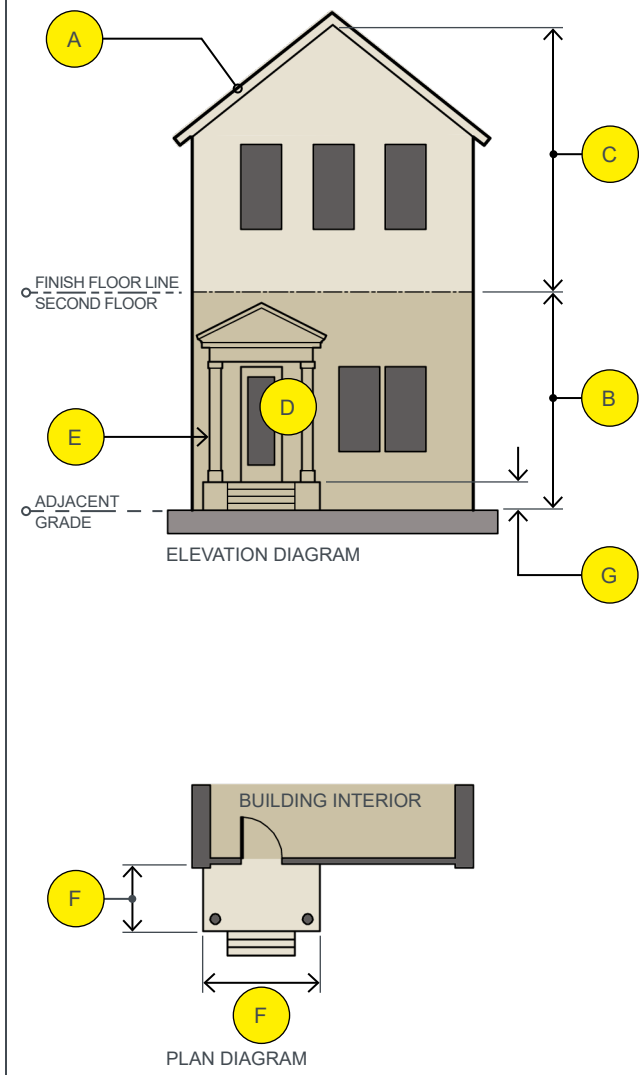 A
C
FINISH FLOOR LINE
SECOND FLOOR
B
D
E
ADJACENT
GRADE
ELEVATION DIAGRAM
G
BUILDING INTERIOR
F
F
PLAN DIAGRAM